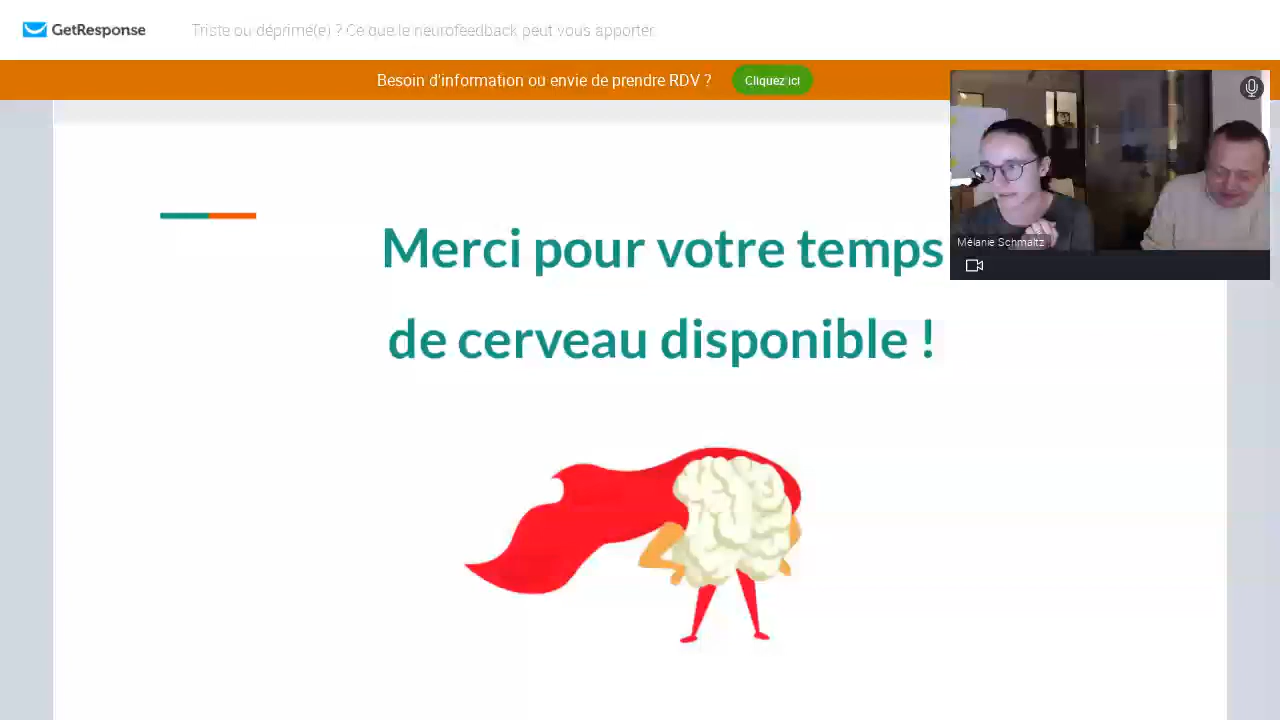 GetResponse
Triste ou déprimé(e) ? Ce que le neurofeedback peut vous apporter
Besoin d'information ou envie de prendre RDV ?
Cliquez ici
Mélanie Schmaltz
Merci pour votre temps
de cerveau disponible !